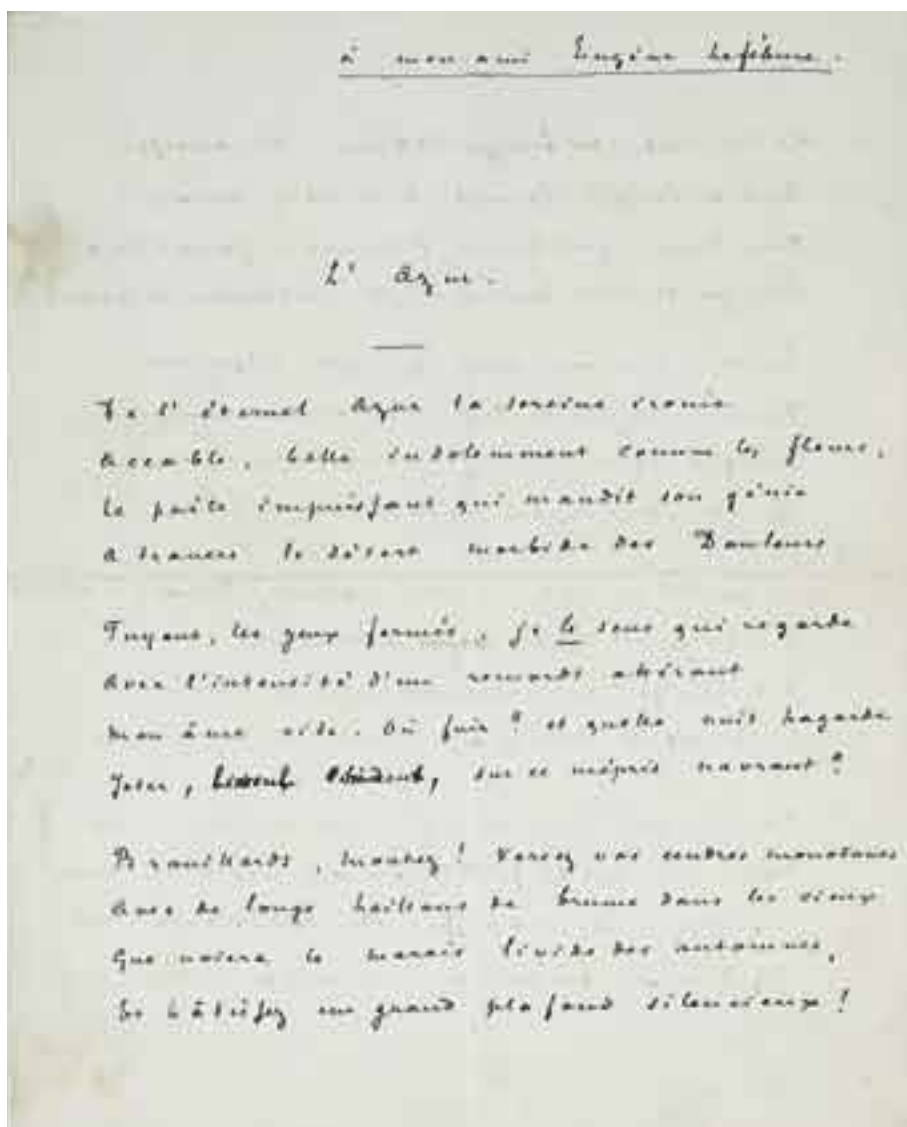 à mon ami Eugène Lefébure.
L'Azur.
De l'éternel Azur la sereine ironie
Accable, belle indolemment comme les fleurs,
Le poëte impuissant qui maudit son génie
A travers le désert morbide des Douleurs
Fuyant, les yeux fermés, je le sens qui regarde
Avec l'intensité d'un remords atérant
Mon âme vide. Où fuir ? et quelle nuit hagarde
Jeter, sur ce mépris navrant ?
Brouillards, montez ! Versez vos cendres monotones
Avec de longs haillons de brume dans les cieux
Que noiera le marais livide des automnes,
Et bâtissez un grand plafond silencieux !